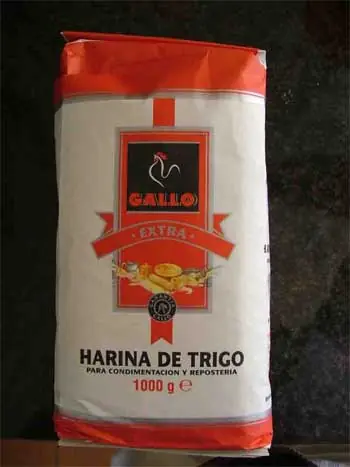 GALLO
EXTRA
HARINA DE TRIGO
PARA CONDIMENTACION Y REPOSTERIA
1000 g e